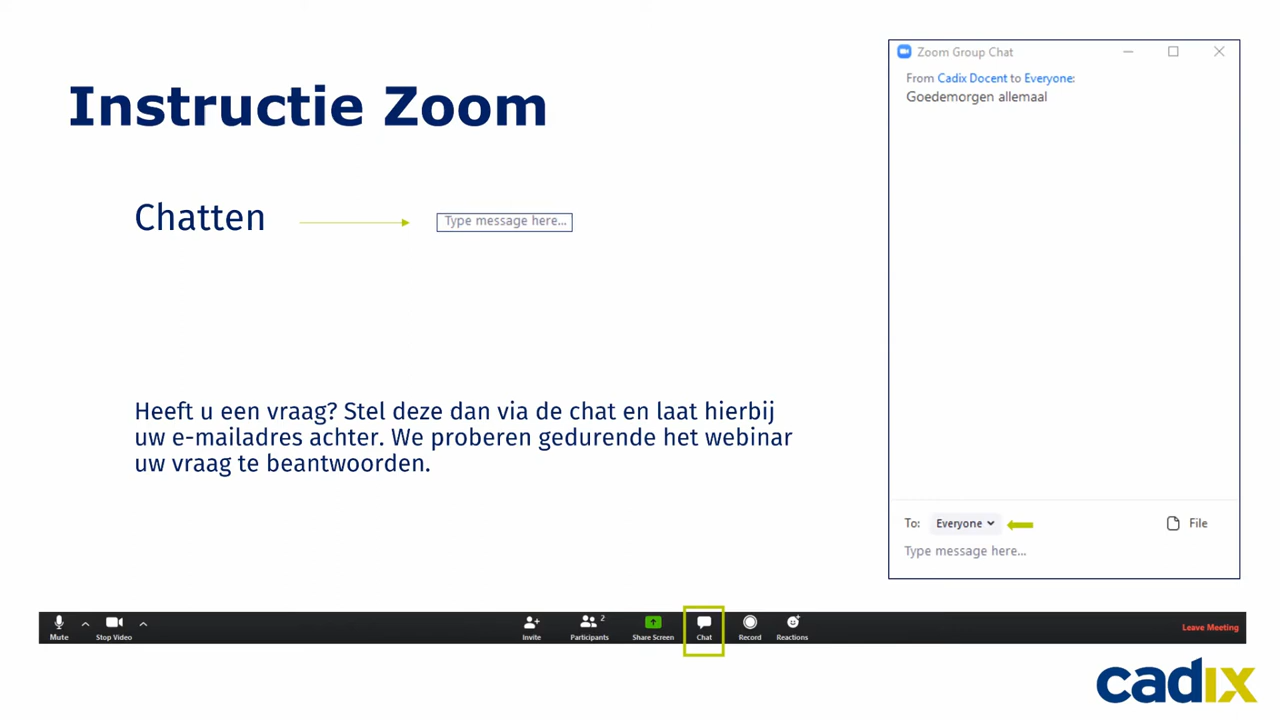 Instructie Zoom
Chatten
Type message here...
Heeft u een vraag? Stel deze dan via de chat en laat hierbij
uw e-mailadres achter. We proberen gedurende het webinar
uw vraag te beantwoorden.
Zoom Group Chat
From Cadix Docent to Everyone:
Goedemorgen allemaal
To: Everyone File
Type message here...
Mute Stop Video Invite Participants 2 Share Screen Chat Record Reactions Leave Meeting
cadix